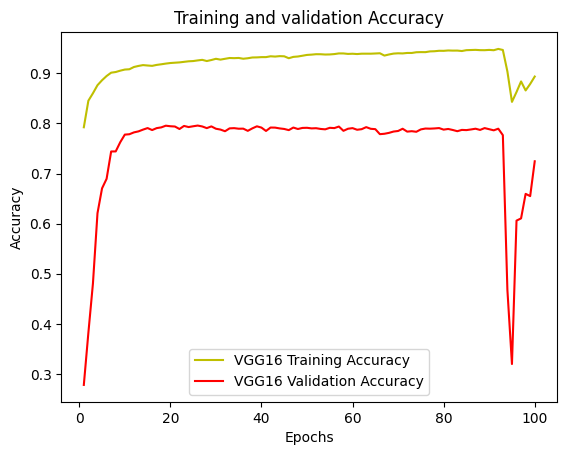 Training and validation Accuracy
0.9
0.8
0.7
0.6
0.5
0.4
0.3
Accuracy
VGG16 Training Accuracy
VGG16 Validation Accuracy
0 20 40 60 80 100
Epochs